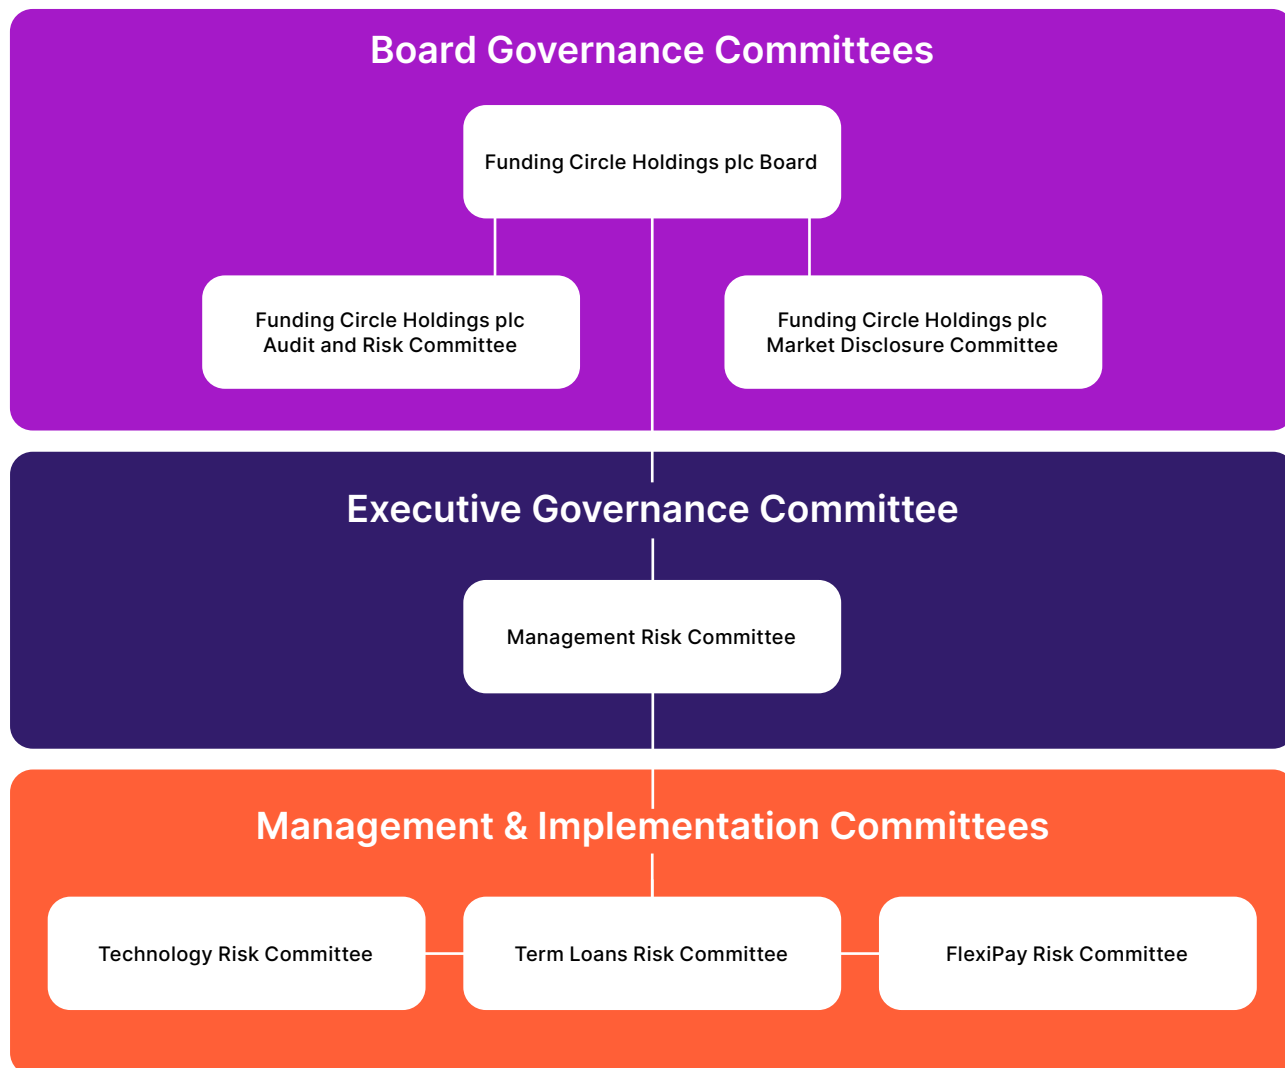 Board Governance Committees
Funding Circle Holdings plc Board
Funding Circle Holdings plc
Audit and Risk Committee
Funding Circle Holdings plc
Market Disclosure Committee
Executive Governance Committee
Management Risk Committee
Management & Implementation Committees
Technology Risk Committee
Term Loans Risk Committee
FlexiPay Risk Committee